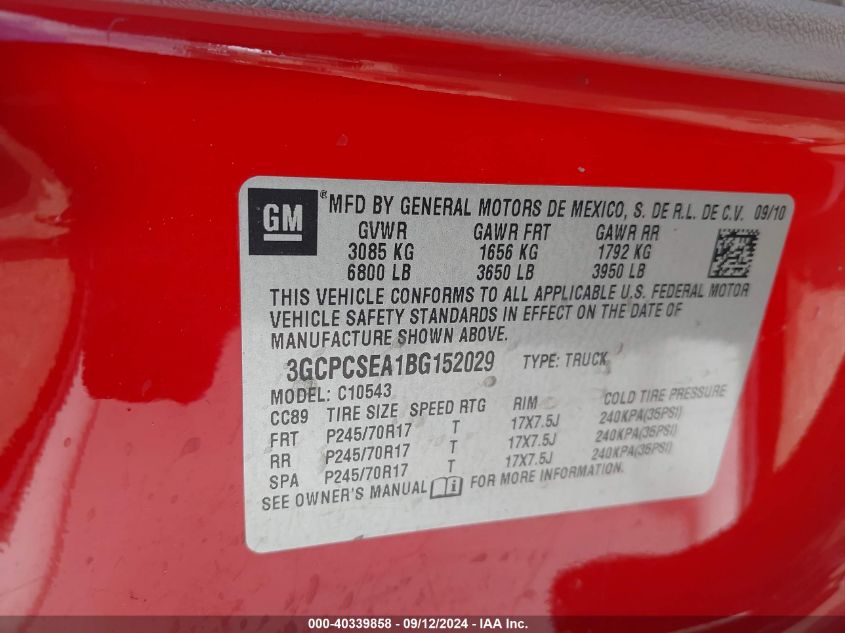 GM ® MFD BY GENERAL MOTORS DE MEXICO, S. DE R.L. DE C.V. 09/10
GVWR GAWR FRT GAWR RR
3085 KG 1656 KG 1792 KG
6800 LB 3650 LB 3950 LB
THIS VEHICLE CONFORMS TO ALL APPLICABLE U.S. FEDERAL MOTOR
VEHICLE SAFETY STANDARDS IN EFFECT ON THE DATE OF
MANUFACTURE SHOWN ABOVE.
3GCPCSEA1BG152029 TYPE: TRUCK
MODEL: C10543
CC89 TIRE SIZE SPEED RTG RIM COLD TIRE PRESSURE
FRT P245/70R17 T 17X7.5J 240KPA(35PSI)
RR P245/70R17 T 17X7.5J 240KPA(35PSI)
SPA P245/70R17 T 17X7.5J 240KPA(35PSI)
SEE OWNER'S MANUAL FOR MORE INFORMATION.
000-40339858 - 09/12/2024 - IAA Inc.